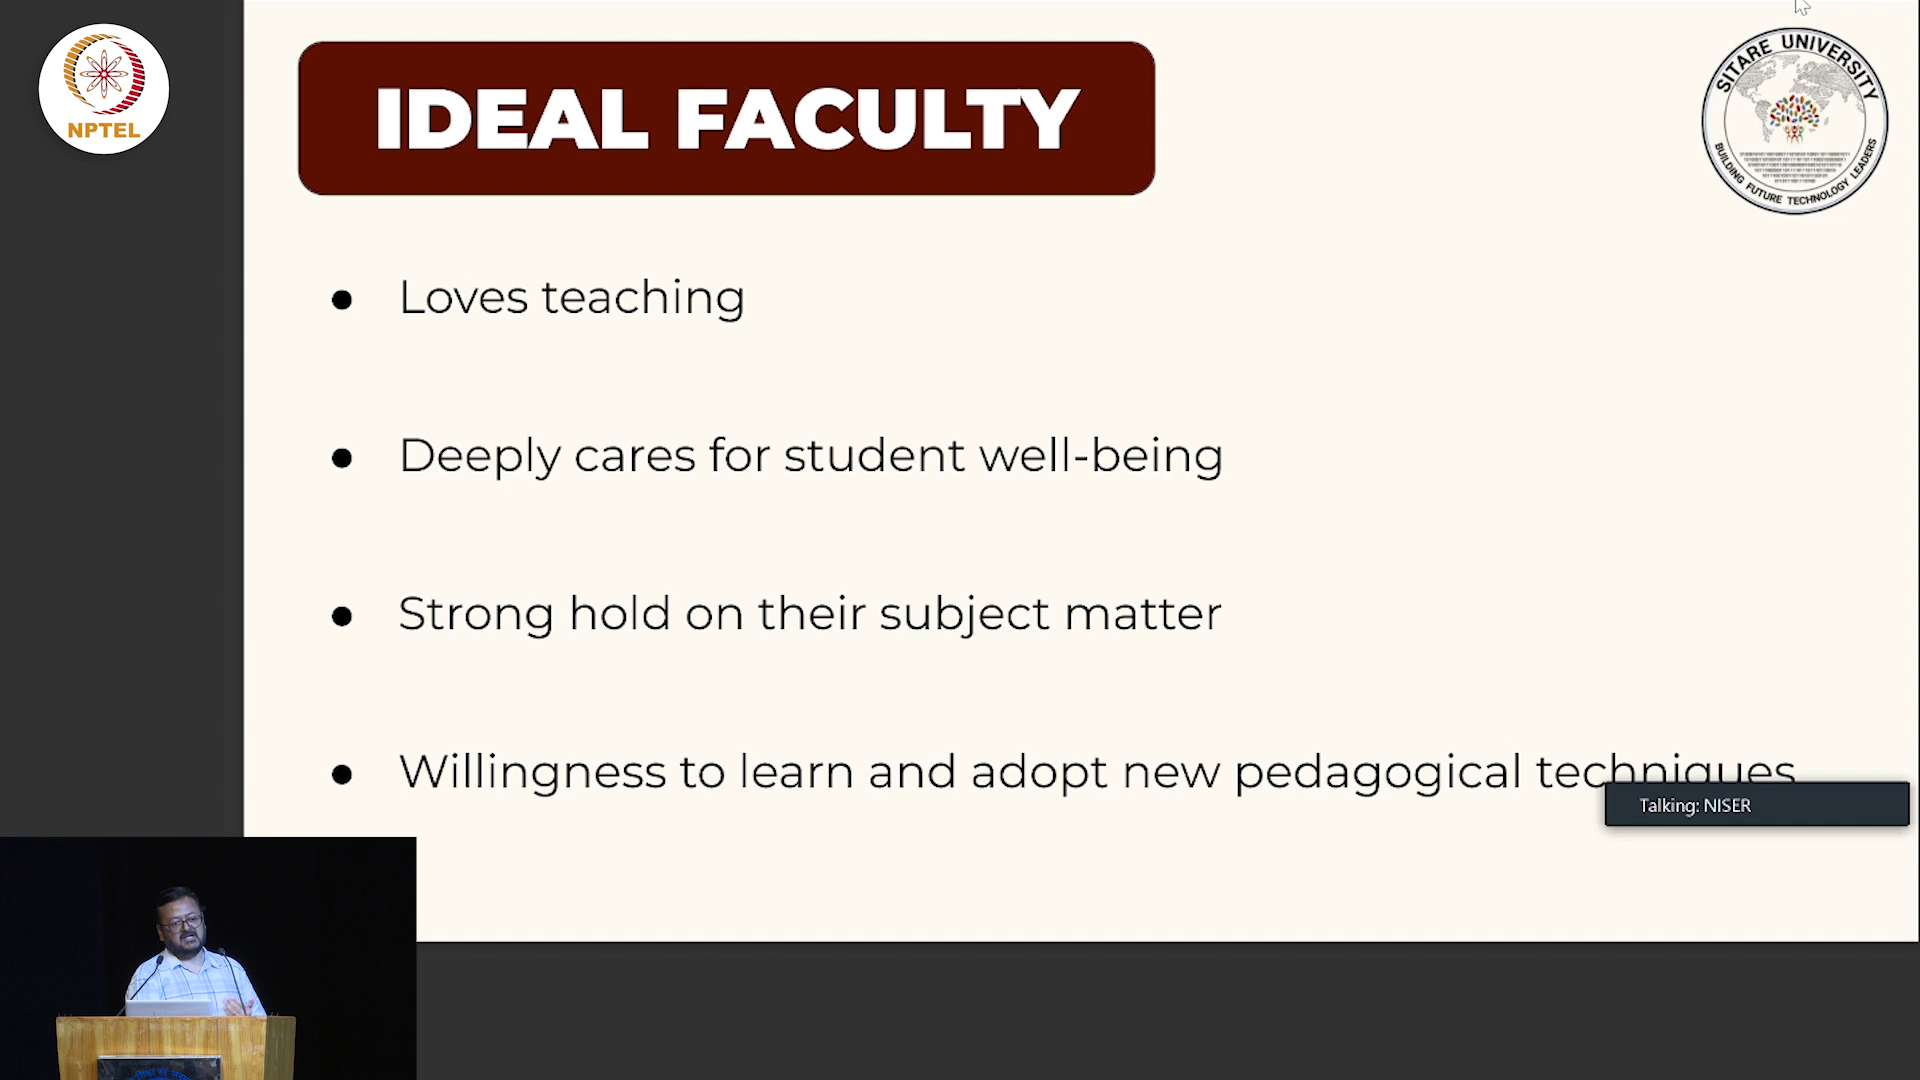 NPTEL
IDEAL FACULTY
SITARE UNIVERSITY
BUILDING FUTURE TECHNOLOGY LEADERS
● Loves teaching
● Deeply cares for student well-being
● Strong hold on their subject matter
● Willingness to learn and adopt new pedagogical techniques
Talking: NISER